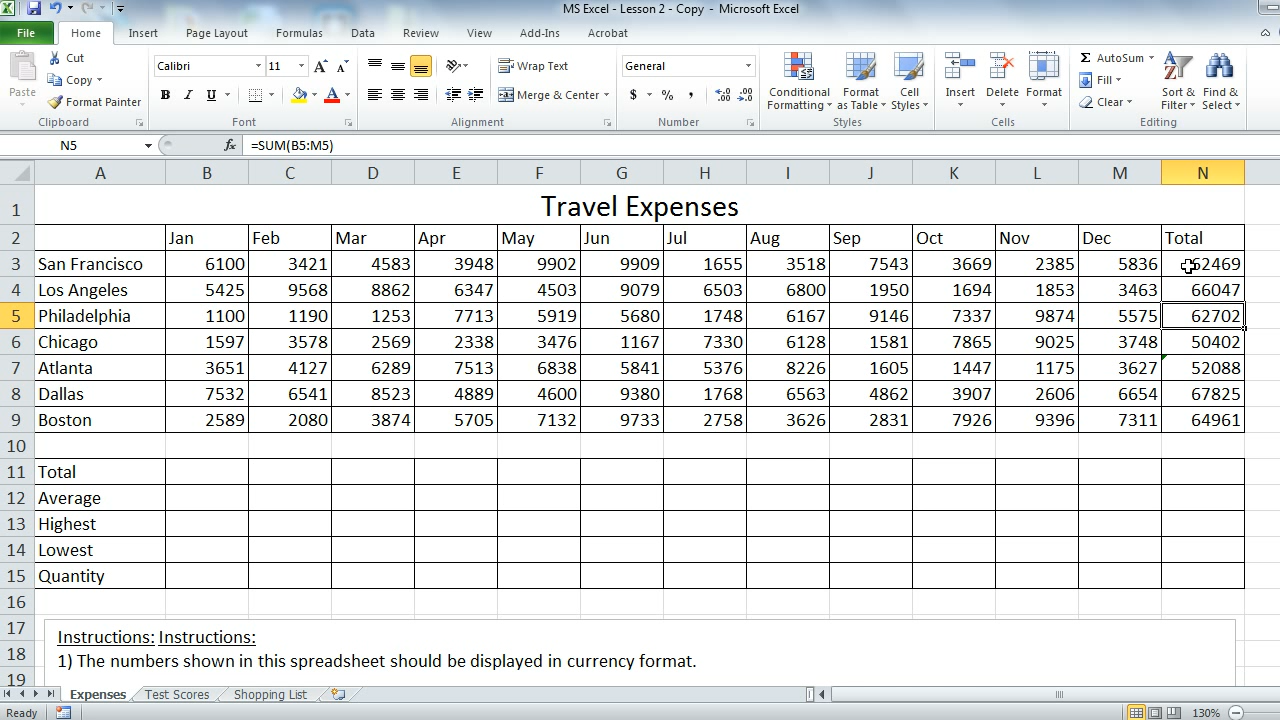 MS Excel - Lesson 2 - Copy - Microsoft Excel
File Home Insert Page Layout Formulas Data Review View Add-Ins Acrobat
Paste Cut Copy Format Painter Clipboard
Calibri 11 B I U A Font
Wrap Text Merge & Center Alignment
General $ % , Number
Conditional Formatting Format as Table Cell Styles Styles
Insert Delete Format Cells
Σ AutoSum Fill Clear Sort & Filter Find & Select Editing
N5 fx =SUM(B5:M5)
A B C D E F G H I J K L M N
1 Travel Expenses
2 Jan Feb Mar Apr May Jun Jul Aug Sep Oct Nov Dec Total
3 San Francisco 6100 3421 4583 3948 9902 9909 1655 3518 7543 3669 2385 5836 62469
4 Los Angeles 5425 9568 8862 6347 4503 9079 6503 6800 1950 1694 1853 3463 66047
5 Philadelphia 1100 1190 1253 7713 5919 5680 1748 6167 9146 7337 9874 5575 62702
6 Chicago 1597 3578 2569 2338 3476 1167 7330 6128 1581 7865 9025 3748 50402
7 Atlanta 3651 4127 6289 7513 6838 5841 5376 8226 1605 1447 1175 3627 52088
8 Dallas 7532 6541 8523 4889 4600 9380 1768 6563 4862 3907 2606 6654 67825
9 Boston 2589 2080 3874 5705 7132 9733 2758 3626 2831 7926 9396 7311 64961
10
11 Total
12 Average
13 Highest
14 Lowest
15 Quantity
16
17 Instructions: Instructions:
18 1) The numbers shown in this spreadsheet should be displayed in currency format.
19
Expenses Test Scores Shopping List
Ready 130%